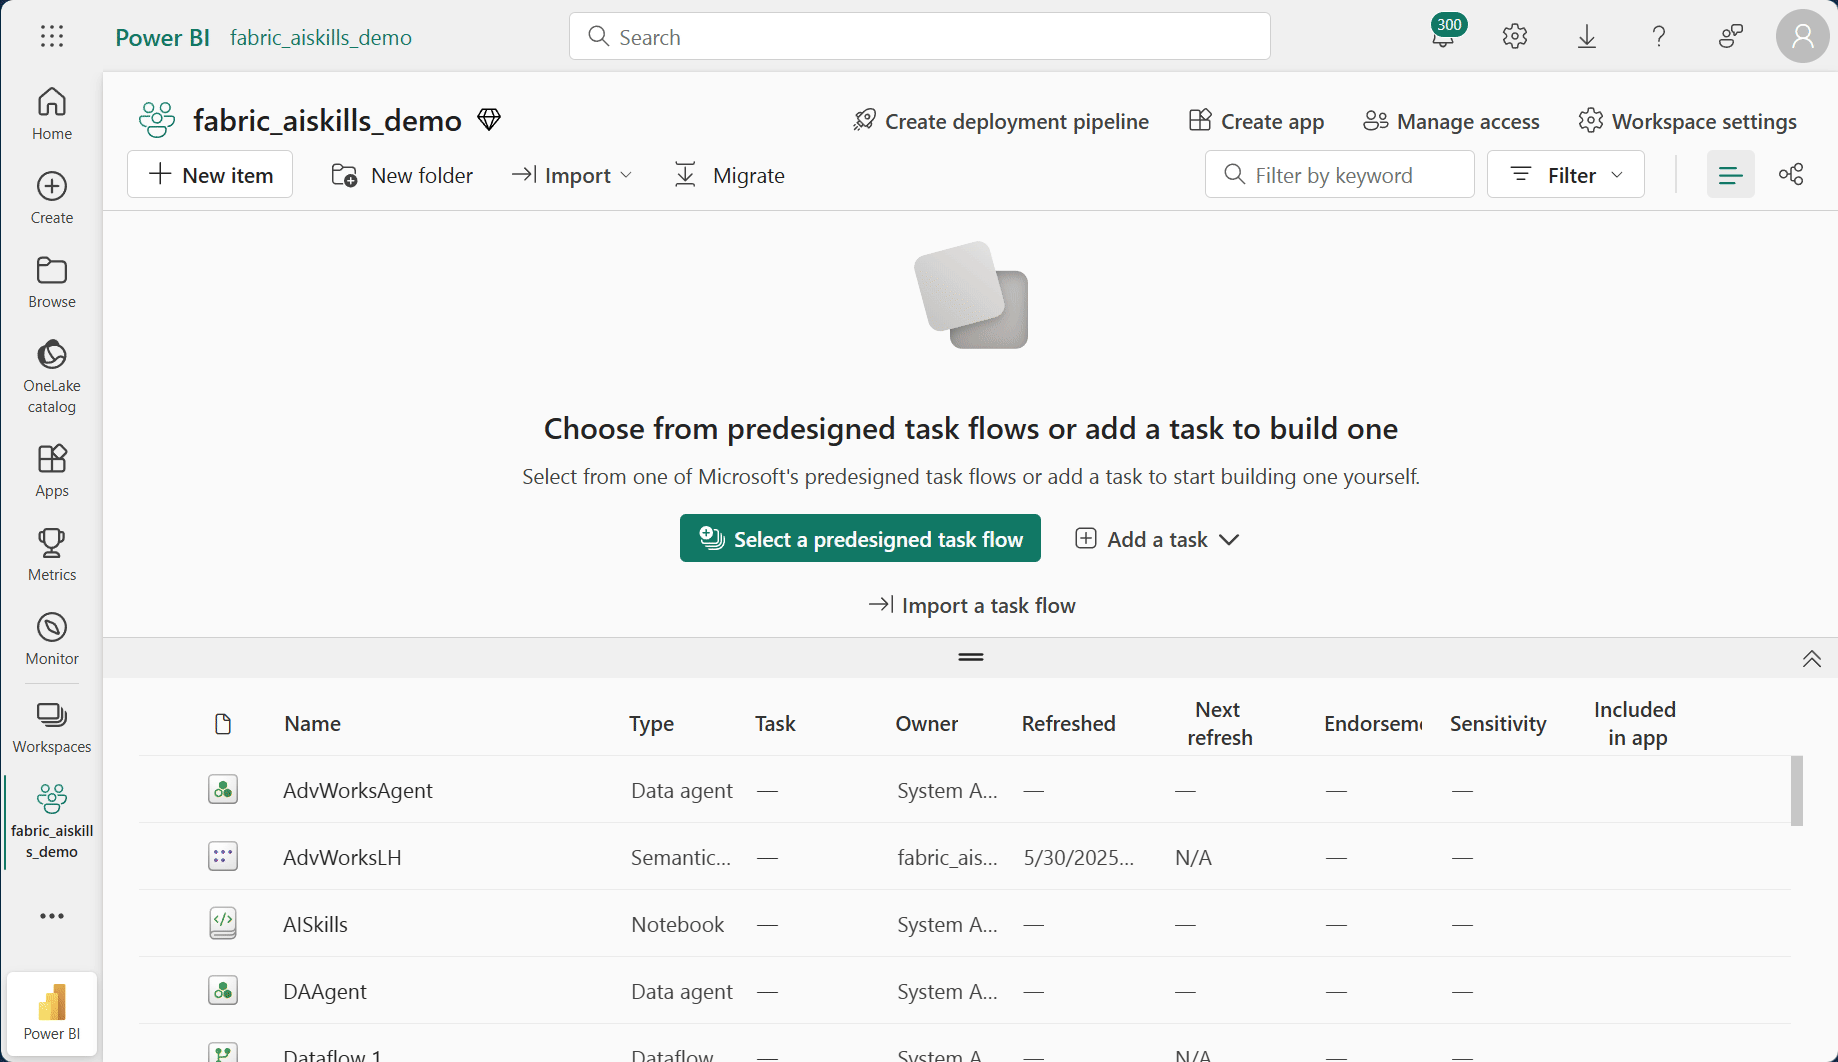 Power BI fabric_aiskills_demo
Search
300
Home
Create
Browse
OneLake
catalog
Apps
Metrics
Monitor
Workspaces
fabric_aiskill
s_demo
Power BI
fabric_aiskills_demo
Create deployment pipeline Create app Manage access Workspace settings
New item New folder Import Migrate Filter by keyword Filter
Choose from predesigned task flows or add a task to build one
Select from one of Microsoft's predesigned task flows or add a task to start building one yourself.
Select a predesigned task flow Add a task
Import a task flow
Name Type Task Owner Refreshed Next refresh Endorseme Sensitivity Included in app
AdvWorksAgent Data agent — System A... — — — —
AdvWorksLH Semantic... — fabric_ais... 5/30/2025... N/A — —
AISkills Notebook — System A... — — — —
DAAgent Data agent — System A... — — — —
Dataflow 1 Dataflow — System A — N/A — —